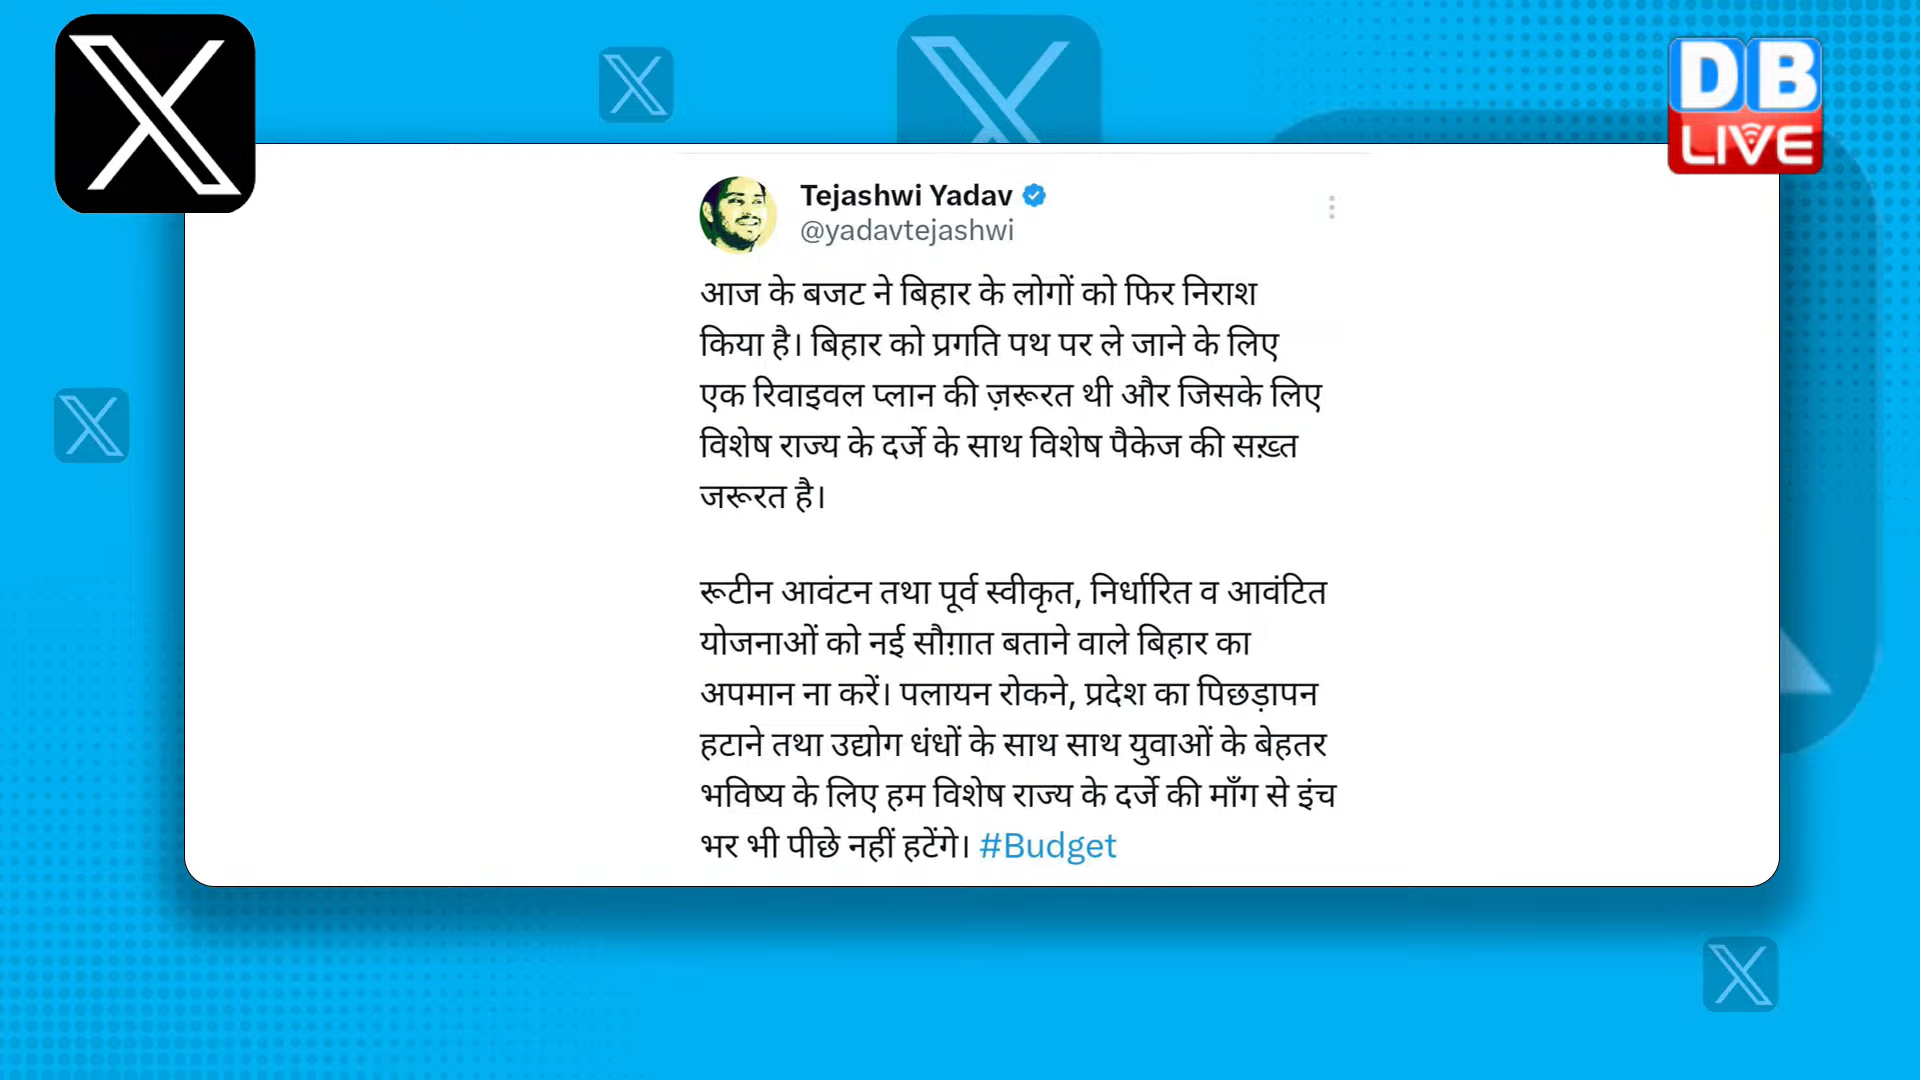 DB
LIVE
Tejashwi Yadav
@yadavtejashwi
आज के बजट ने बिहार के लोगों को फिर निराश
किया है। बिहार को प्रगति पथ पर ले जाने के लिए
एक रिवाइवल प्लान की ज़रूरत थी और जिसके लिए
विशेष राज्य के दर्जे के साथ विशेष पैकेज की सख़्त
जरूरत है।
रूटीन आवंटन तथा पूर्व स्वीकृत, निर्धारित व आवंटित
योजनाओं को नई सौग़ात बताने वाले बिहार का
अपमान ना करें। पलायन रोकने, प्रदेश का पिछड़ापन
हटाने तथा उद्योग धंधों के साथ साथ युवाओं के बेहतर
भविष्य के लिए हम विशेष राज्य के दर्जे की माँग से इंच
भर भी पीछे नहीं हटेंगे। #Budget